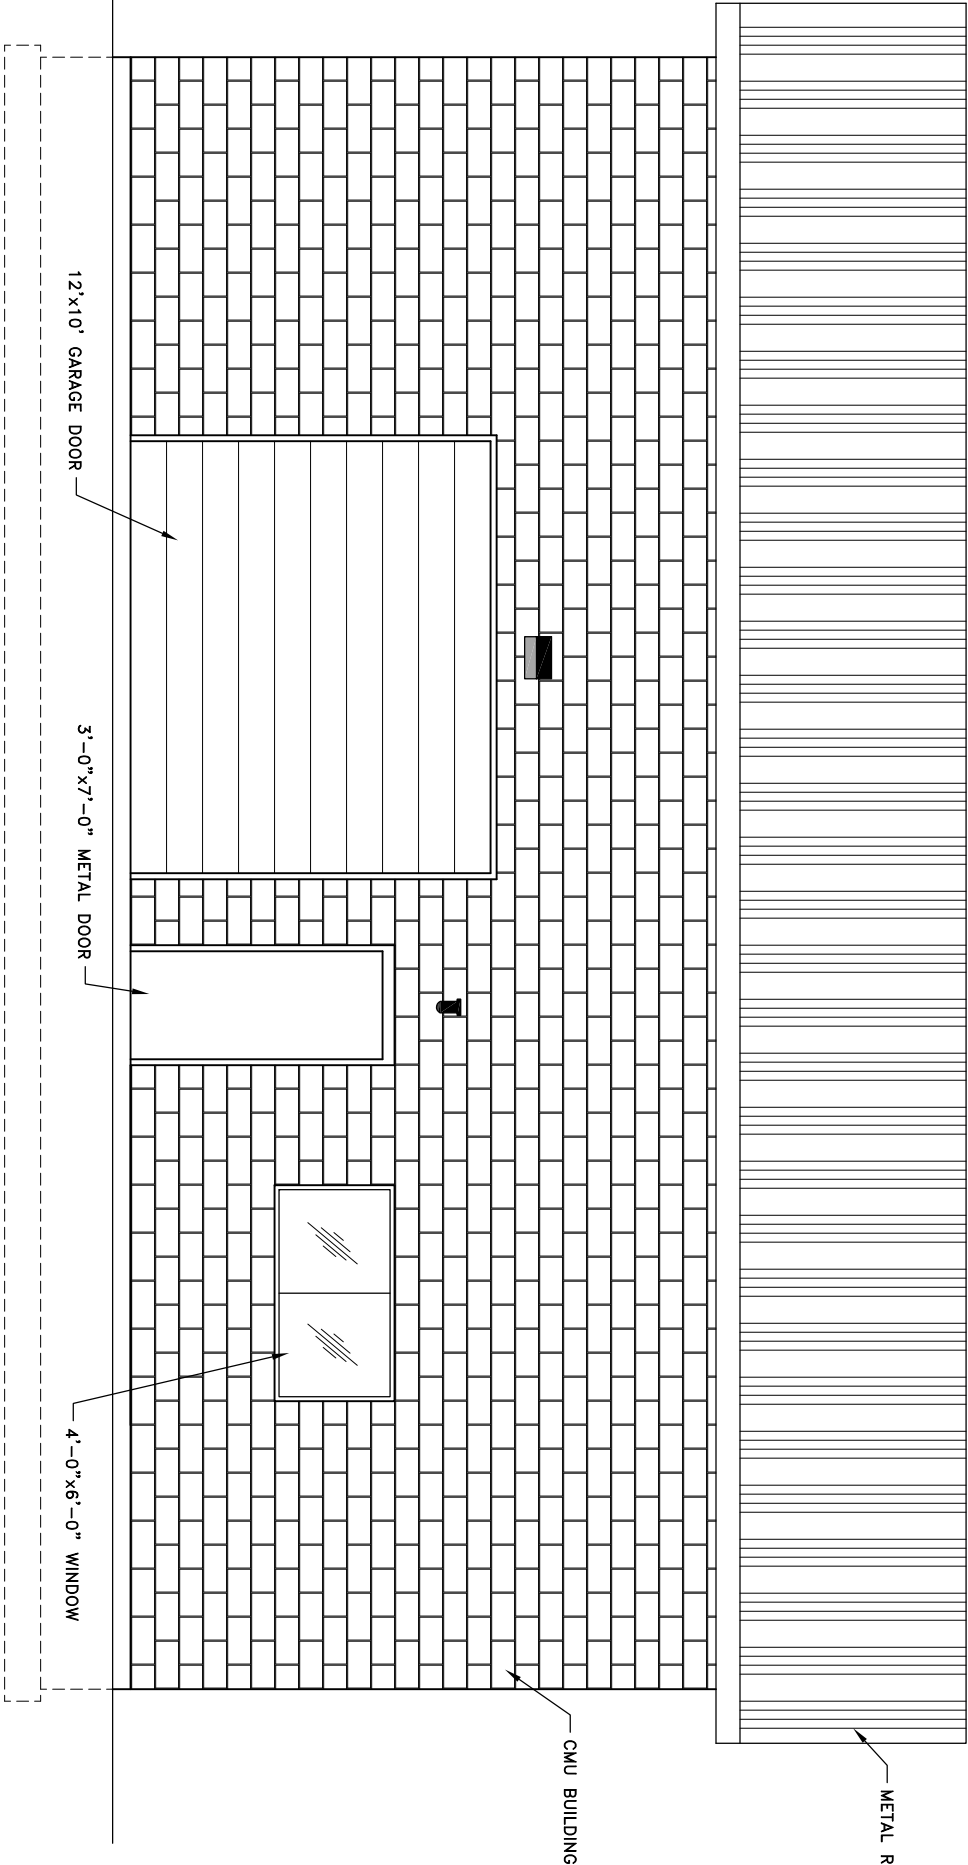 METAL R
CMU BUILDING
12'x10' GARAGE DOOR
3'-0"x7'-0" METAL DOOR
4'-0"x6'-0" WINDOW